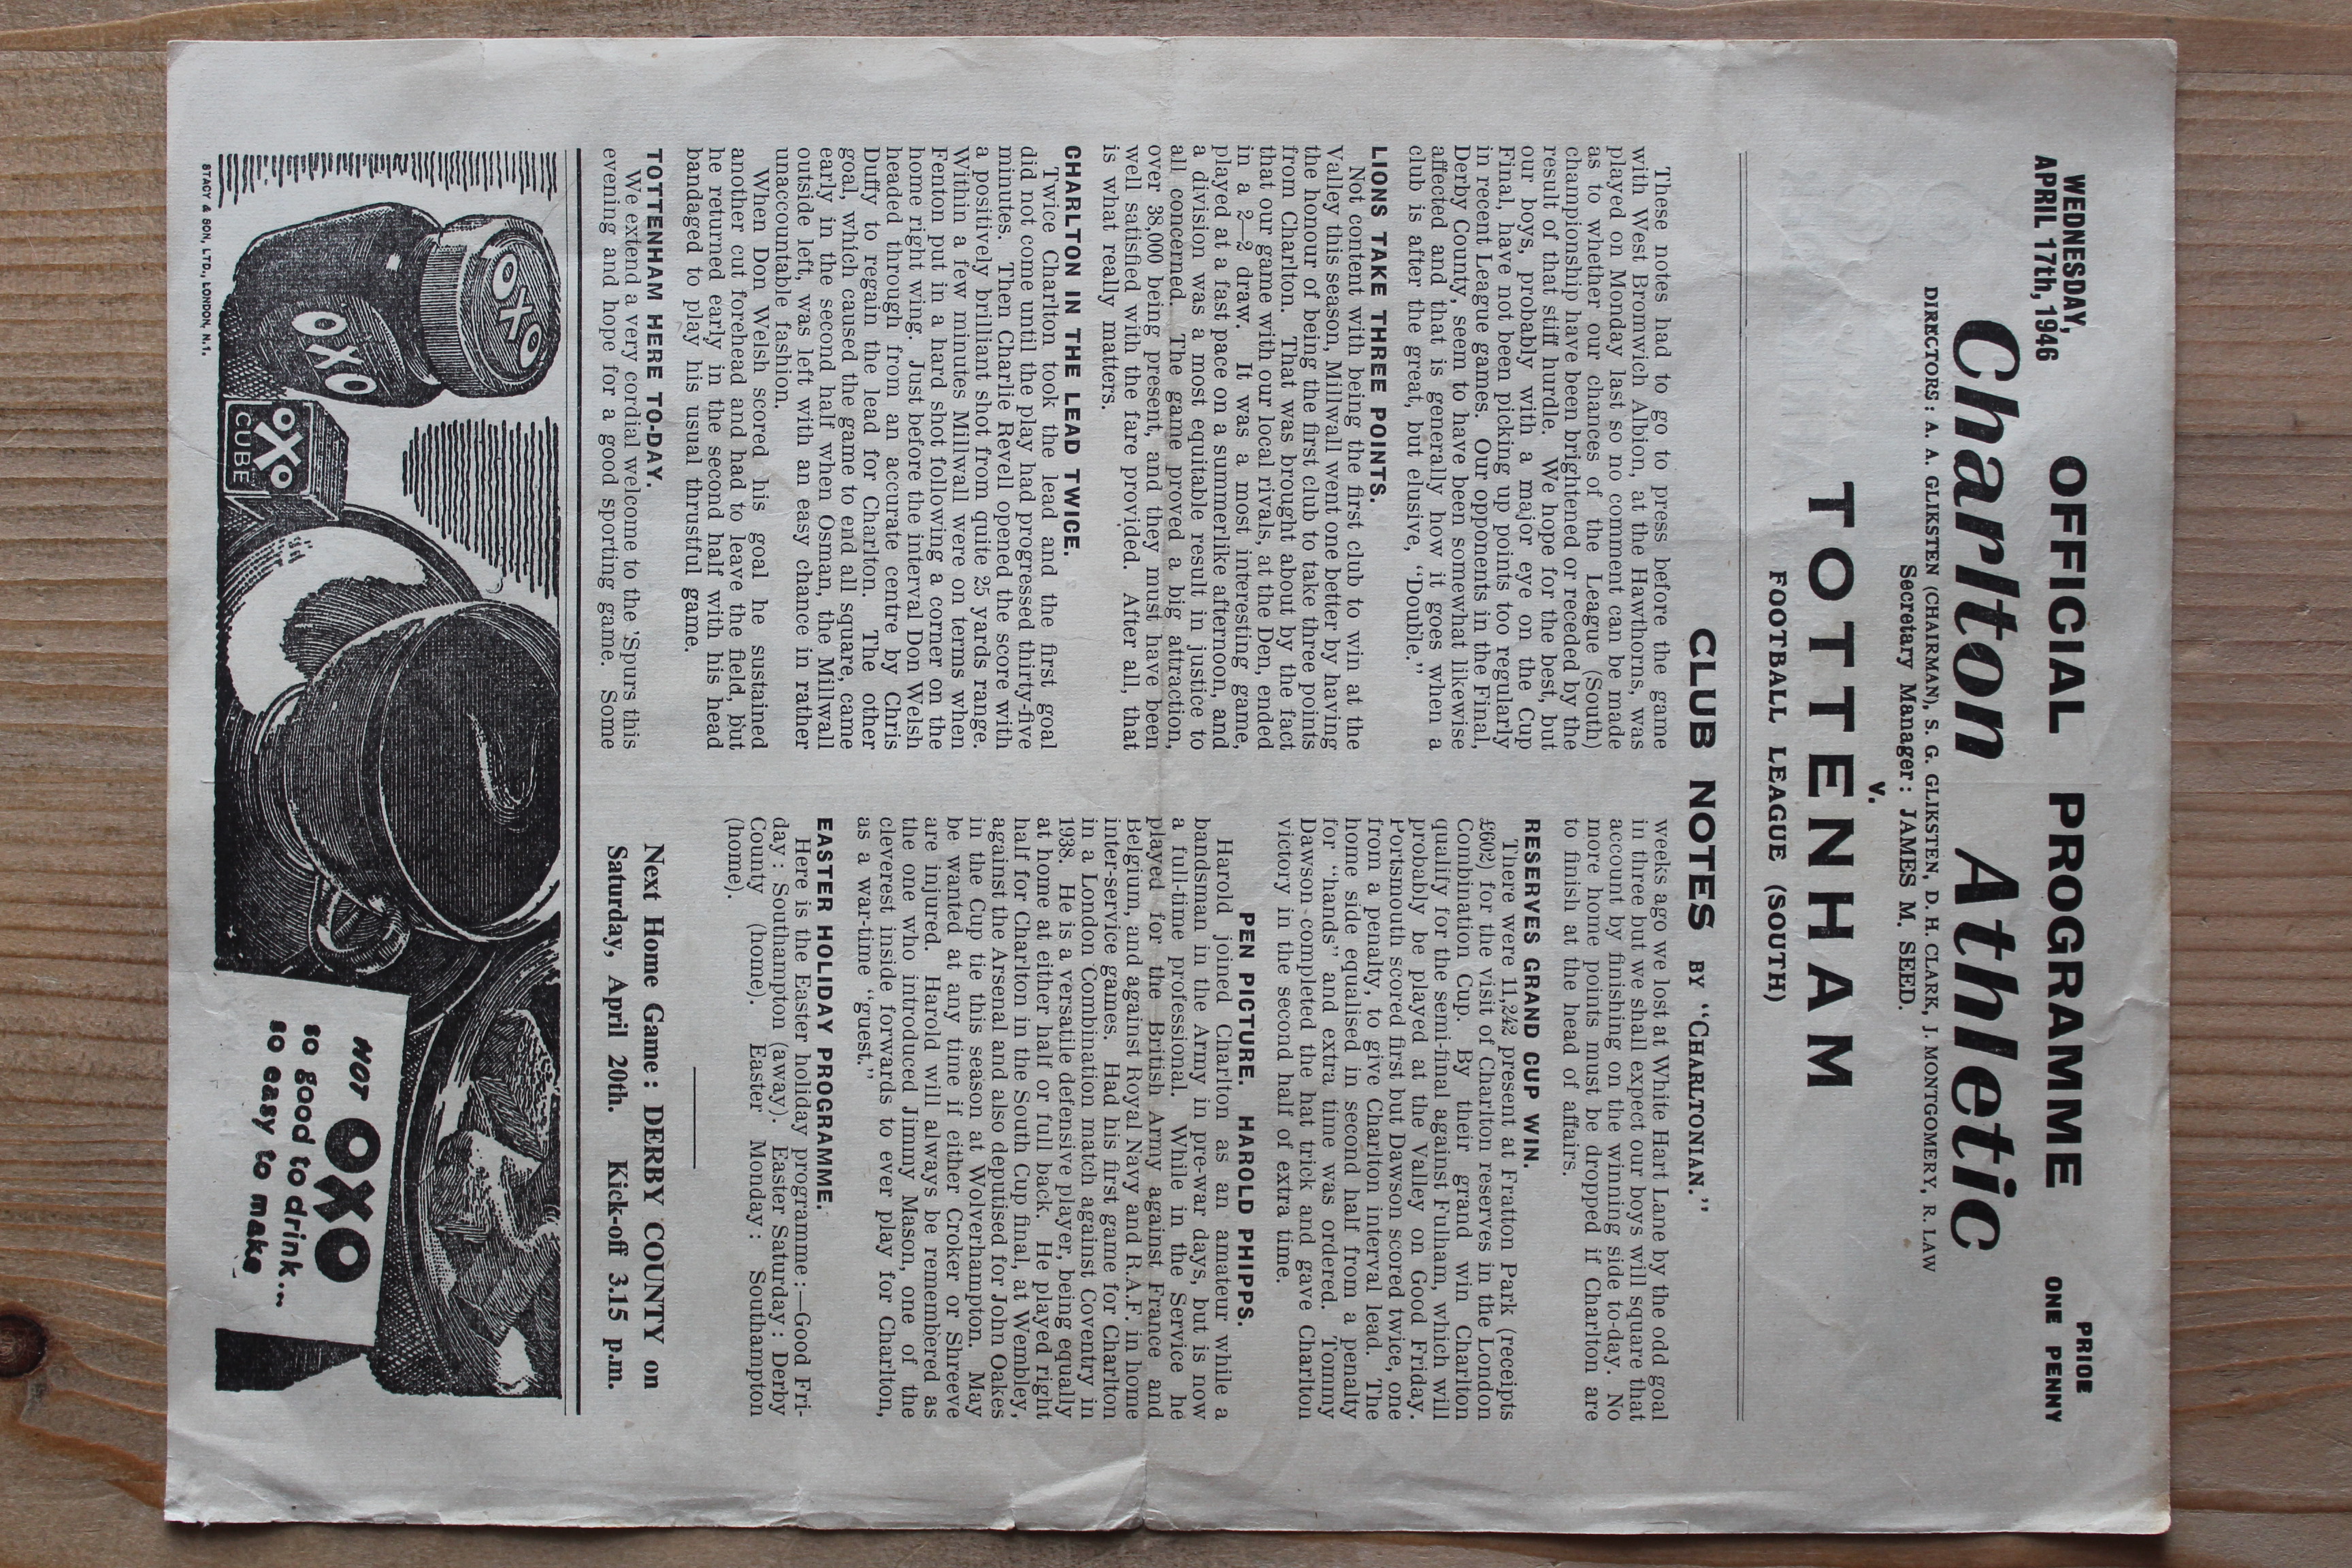 WEDNESDAY,
APRIL 17th, 1946
OFFICIAL PROGRAMME
PRICE
ONE PENNY
Charlton Athletic
DIRECTORS: A. A. GLIKSTEN (CHAIRMAN), S. G. GLIKSTEN, D. H. CLARK, J. MONTGOMERY, R. LAW
Secretary Manager: JAMES M. SEED.
v.
TOTTENHAM
FOOTBALL LEAGUE (SOUTH)
CLUB NOTES BY "CHARLTONIAN."
These notes had to go to press before the game
with West Bromwich Albion, at the Hawthorns, was
played on Monday last so no comment can be made
as to whether our chances of the League (South)
championship have been brightened or receded by the
result of that stiff hurdle. We hope for the best, but
our boys, probably with a major eye on the Cup
Final, have not been picking up points too regularly
in recent League games. Our opponents in the Final,
Derby County, seem to have been somewhat likewise
affected and that is generally how it goes when a
club is after the great, but elusive, "Double."
LIONS TAKE THREE POINTS.
Not content with being the first club to win at the
Valley this season, Millwall went one better by having
the honour of being the first club to take three points
from Charlton. That was brought about by the fact
that our game with our local rivals, at the Den, ended
in a 2—2 draw. It was a most interesting game,
played at a fast pace on a summerlike afternoon, and
a division was a most equitable result in justice to
all concerned. The game proved a big attraction,
over 38,000 being present, and they must have been
well satisfied with the fare provided. After all, that
is what really matters.
CHARLTON IN THE LEAD TWICE.
Twice Charlton took the lead and the first goal
did not come until the play had progressed thirty-five
minutes. Then Charlie Revell opened the score with
a positively brilliant shot from quite 25 yards range.
Within a few minutes Millwall were on terms when
Fenton put in a hard shot following a corner on the
home right wing. Just before the interval Don Welsh
headed through from an accurate centre by Chris
Duffy to regain the lead for Charlton. The other
goal, which caused the game to end all square, came
early in the second half when Osman, the Millwall
outside left, was left with an easy chance in rather
unaccountable fashion.
When Don Welsh scored his goal he sustained
another cut forehead and had to leave the field, but
he returned early in the second half with his head
bandaged to play his usual thrustful game.
TOTTENHAM HERE TO-DAY.
We extend a very cordial welcome to the 'Spurs this
evening and hope for a good sporting game. Some
weeks ago we lost at White Hart Lane by the odd goal
in three but we shall expect our boys will square that
account by finishing on the winning side to-day. No
more home points must be dropped if Charlton are
to finish at the head of affairs.
RESERVES GRAND CUP WIN.
There were 11,242 present at Fratton Park (receipts
£602) for the visit of Charlton reserves in the London
Combination Cup. By their grand win Charlton
qualify for the semi-final against Fulham, which will
probably be played at the Valley on Good Friday.
Portsmouth scored first but Dawson scored twice, one
from a penalty, to give Charlton interval lead. The
home side equalised in second half from a penalty
for "hands" and extra time was ordered. Tommy
Dawson completed the hat trick and gave Charlton
victory in the second half of extra time.
PEN PICTURE. HAROLD PHIPPS.
Harold joined Charlton as an amateur while a
bandsman in the Army in pre-war days, but is now
a full-time professional. While in the Service he
played for the British Army against France and
Belgium, and against Royal Navy and R.A.F. in home
inter-service games. Had his first game for Charlton
in a London Combination match against Coventry in
1938. He is a versatile defensive player, being equally
at home at either half or full back. He played right
half for Charlton in the South Cup final, at Wembley,
against the Arsenal and also deputised for John Oakes
in the Cup tie this season at Wolverhampton. May
be wanted at any time if either Croker or Shreeve
are injured. Harold will always be remembered as
the one who introduced Jimmy Mason, one of the
cleverest inside forwards to ever play for Charlton,
as a war-time "guest."
EASTER HOLIDAY PROGRAMME.
Here is the Easter holiday programme:—Good Fri-
day: Southampton (away). Easter Saturday: Derby
County (home). Easter Monday: Southampton
(home).
Next Home Game: DERBY COUNTY on
Saturday, April 20th. Kick-off 3.15 p.m.
OXO
OXO
OXO
CUBE
HOT OXO
so good to drink...
so easy to make
STACY & SON, LTD., LONDON, N.1.